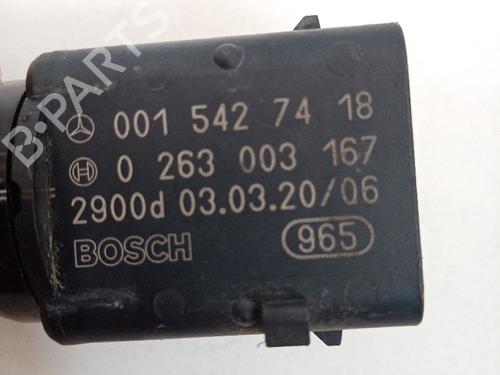 001 542 74 18
0 263 003 167
2900d 03.03.20/06
BOSCH 965
B-PARTS